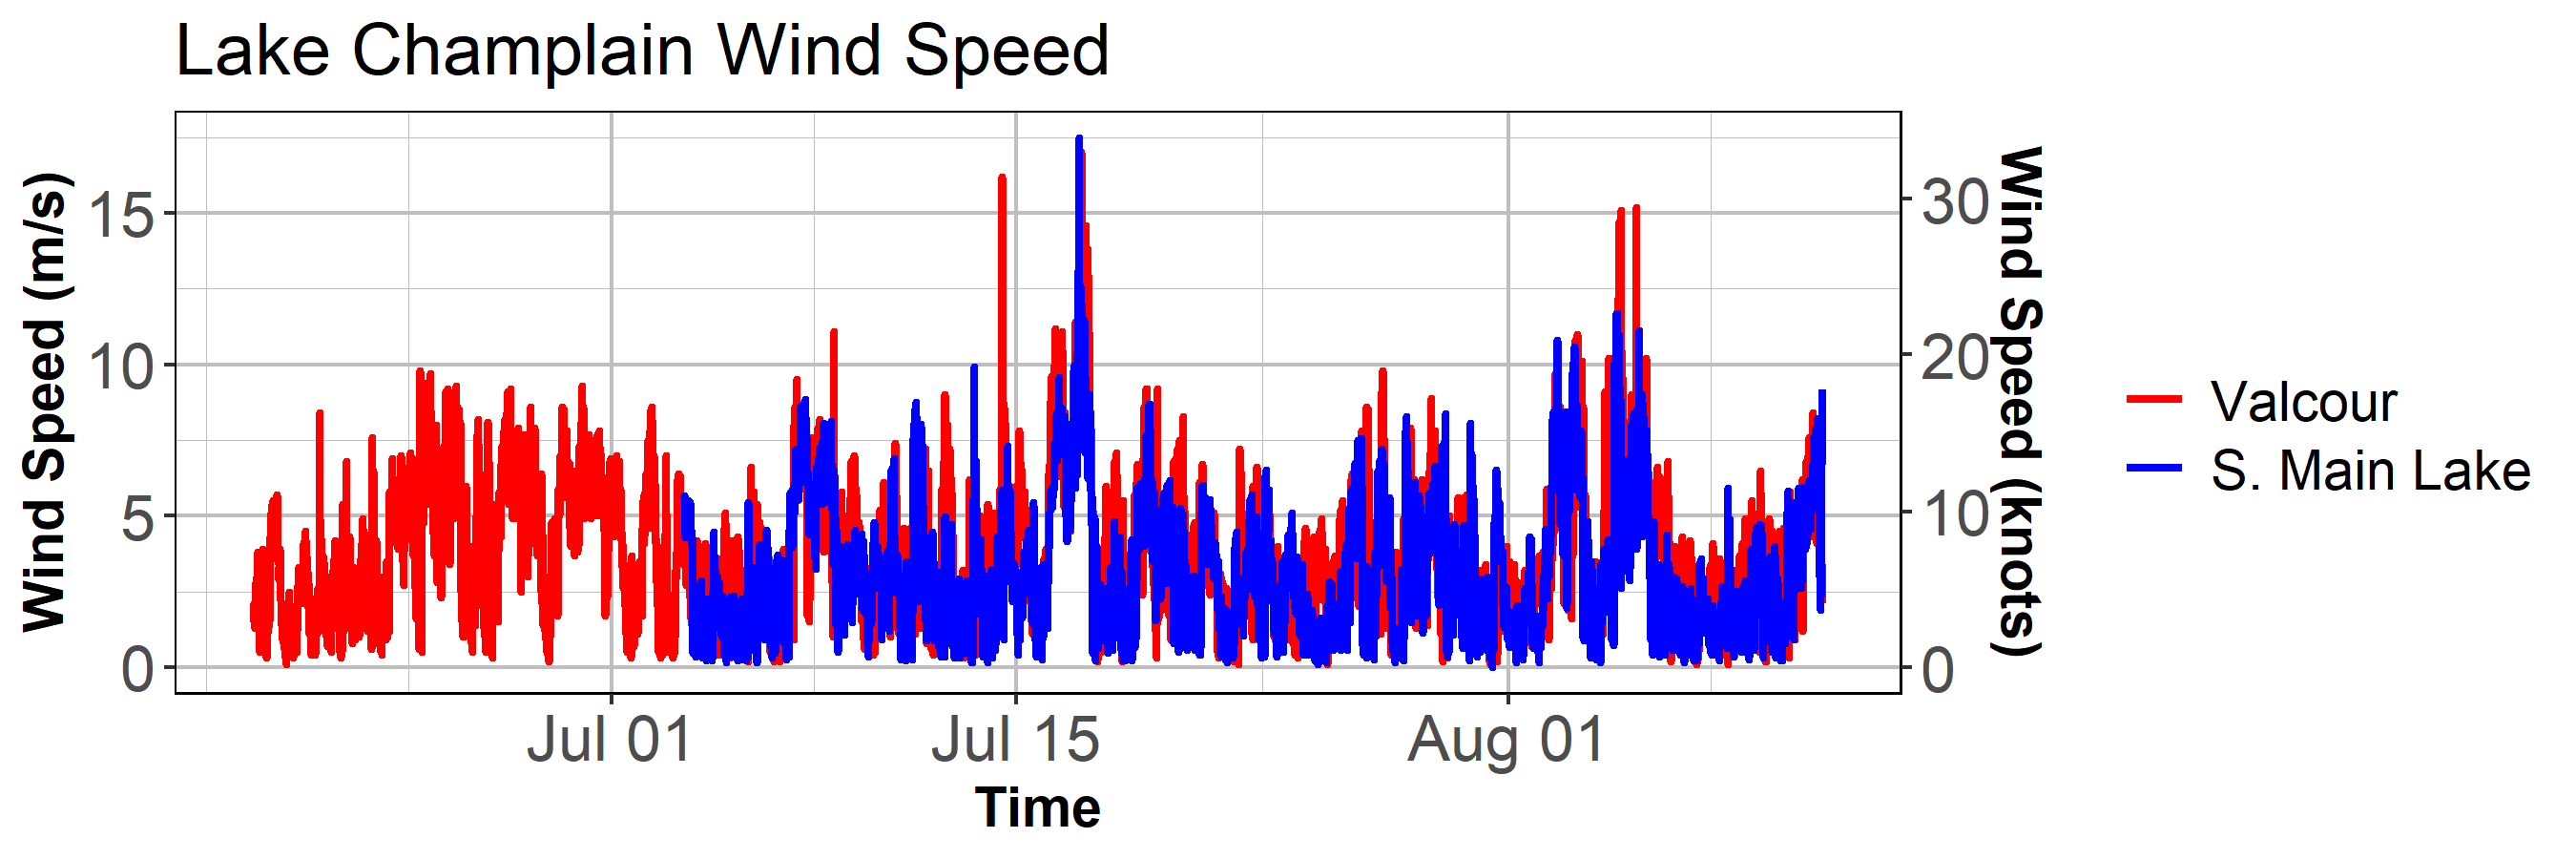 Lake Champlain Wind Speed
Wind Speed (m/s)
15
10
5
0
30
20
10
0
Wind Speed (knots)
Jul 01
Jul 15
Aug 01
Time
Valcour
S. Main Lake